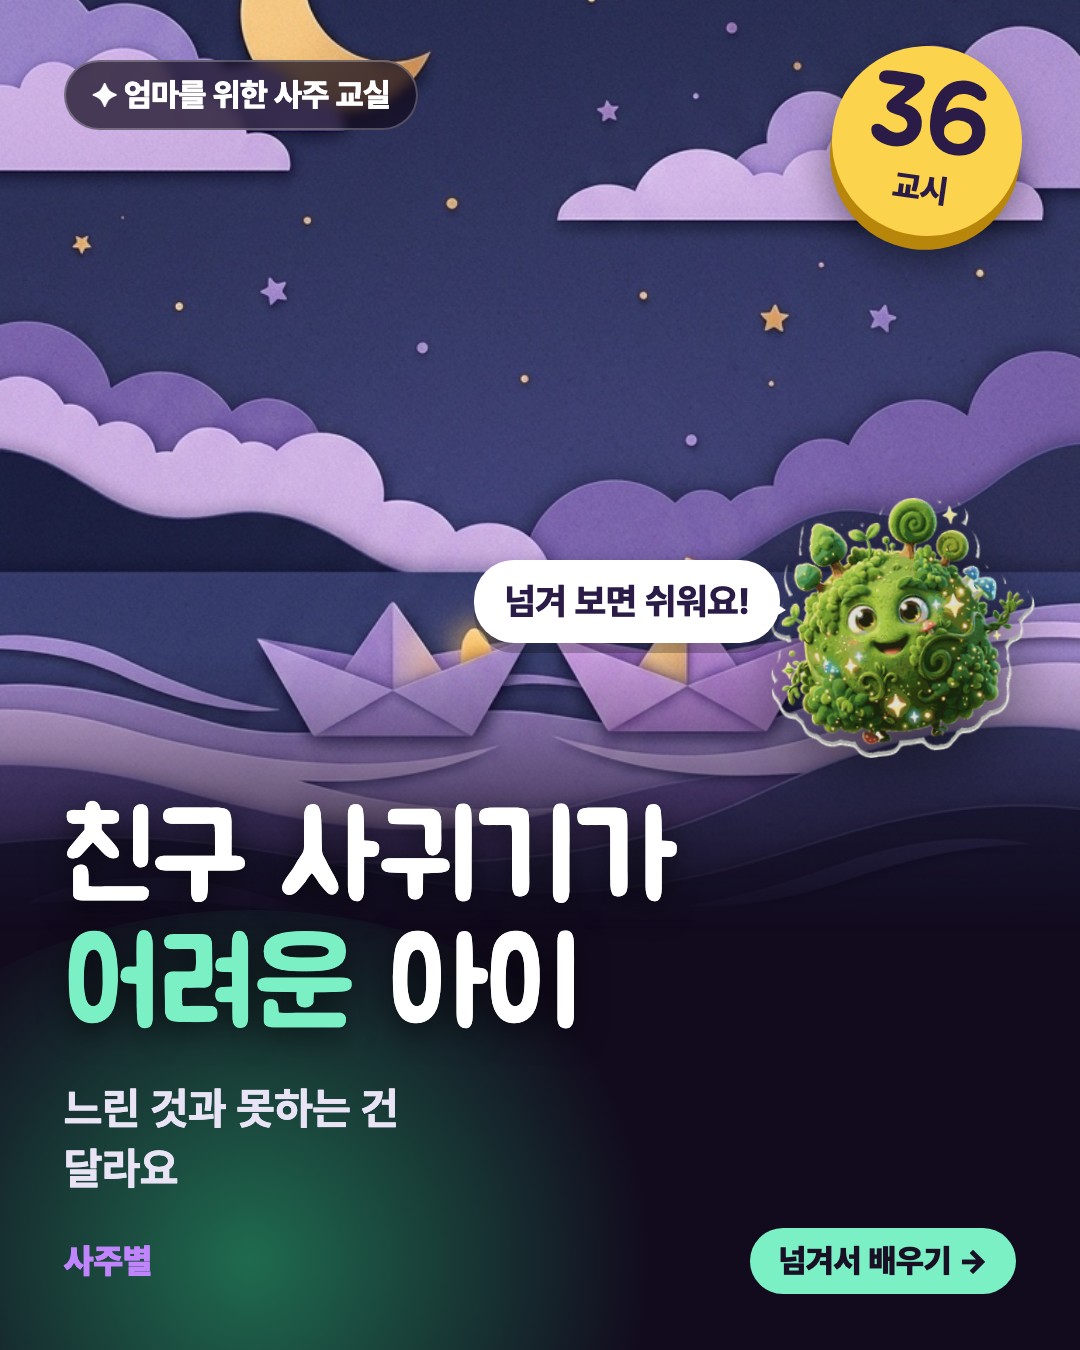 ✦ 엄마를 위한 사주 교실
36
교시
넘겨 보면 쉬워요!
친구 사귀기가
어려운 아이
느린 것과 못하는 건
달라요
사주별
넘겨서 배우기 →